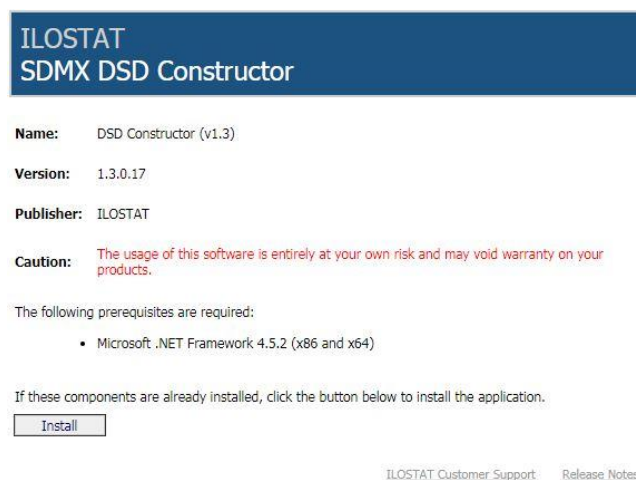 ILOSTAT
SDMX DSD Constructor
Name: DSD Constructor (v1.3)
Version: 1.3.0.17
Publisher: ILOSTAT
Caution: The usage of this software is entirely at your own risk and may void warranty on your
products.
The following prerequisites are required:
• Microsoft .NET Framework 4.5.2 (x86 and x64)
If these components are already installed, click the button below to install the application.
Install
ILOSTAT Customer Support Release Notes